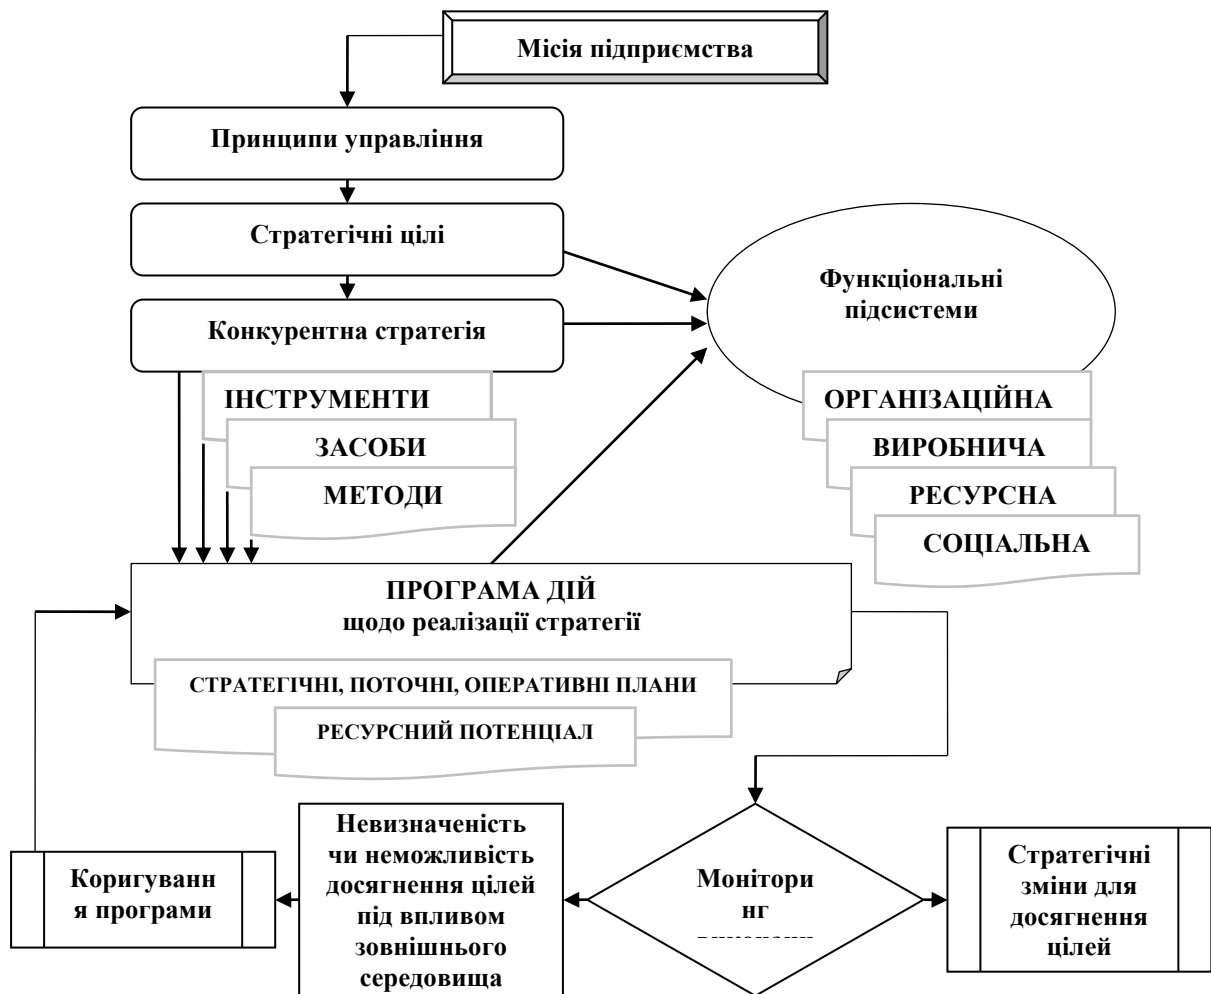 Місія підприємства
Принципи управління
Стратегічні цілі
Функціональні
підсистеми
Конкурентна стратегія
ІНСТРУМЕНТИ
ЗАСОБИ
МЕТОДИ
ОРГАНІЗАЦІЙНА
ВИРОБНИЧА
РЕСУРСНА
СОЦІАЛЬНА
ПРОГРАМА ДІЙ
щодо реалізації стратегії
СТРАТЕГІЧНІ, ПОТОЧНІ, ОПЕРАТИВНІ ПЛАНИ
РЕСУРСНИЙ ПОТЕНЦІАЛ
Коригуванн
я програми
Невизначеність
чи неможливість
досягнення цілей
під впливом
зовнішнього
середовища
Монітори
нг
Стратегічні
зміни для
досягнення
цілей